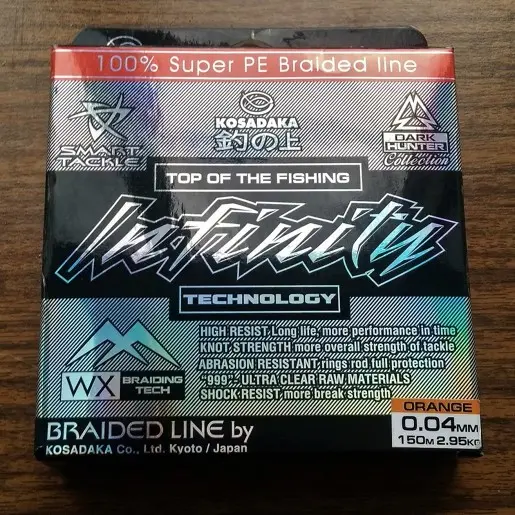 100% Super PE Braided line
SMART
TACKLE
KOSADAKA
釣の上
DARK
HUNTER
Collection
TOP OF THE FISHING
Infinity
TECHNOLOGY
HIGH RESIST Long life, more performance in time
KNOT STRENGTH more overall strength of tackle
ABRASION RESISTANT rings rod full protection
"999" ULTRA CLEAR RAW MATERIALS
SHOCK RESIST more break strength
WX BRAIDING
TECH
BRAIDED LINE by
KOSADAKA Co., Ltd. Kyoto / Japan
ORANGE
0.04MM
150M 2.95KG